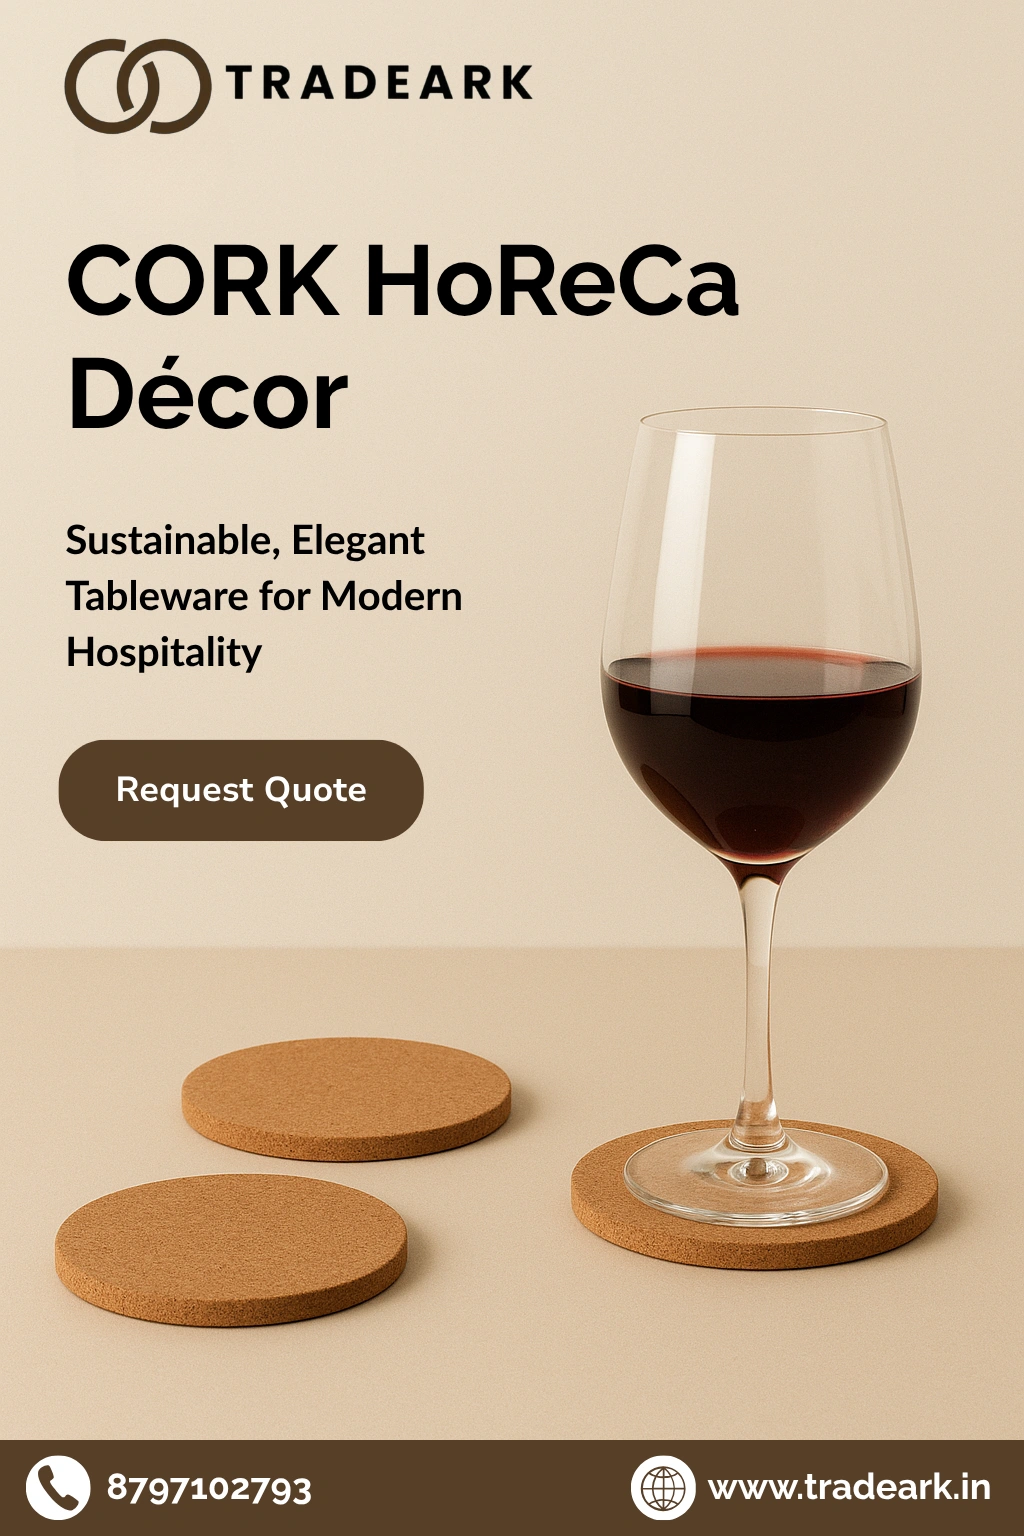 TRADEARK
CORK HoReCa
Décor
Sustainable, Elegant
Tableware for Modern
Hospitality
Request Quote
8797102793
www.tradeark.in